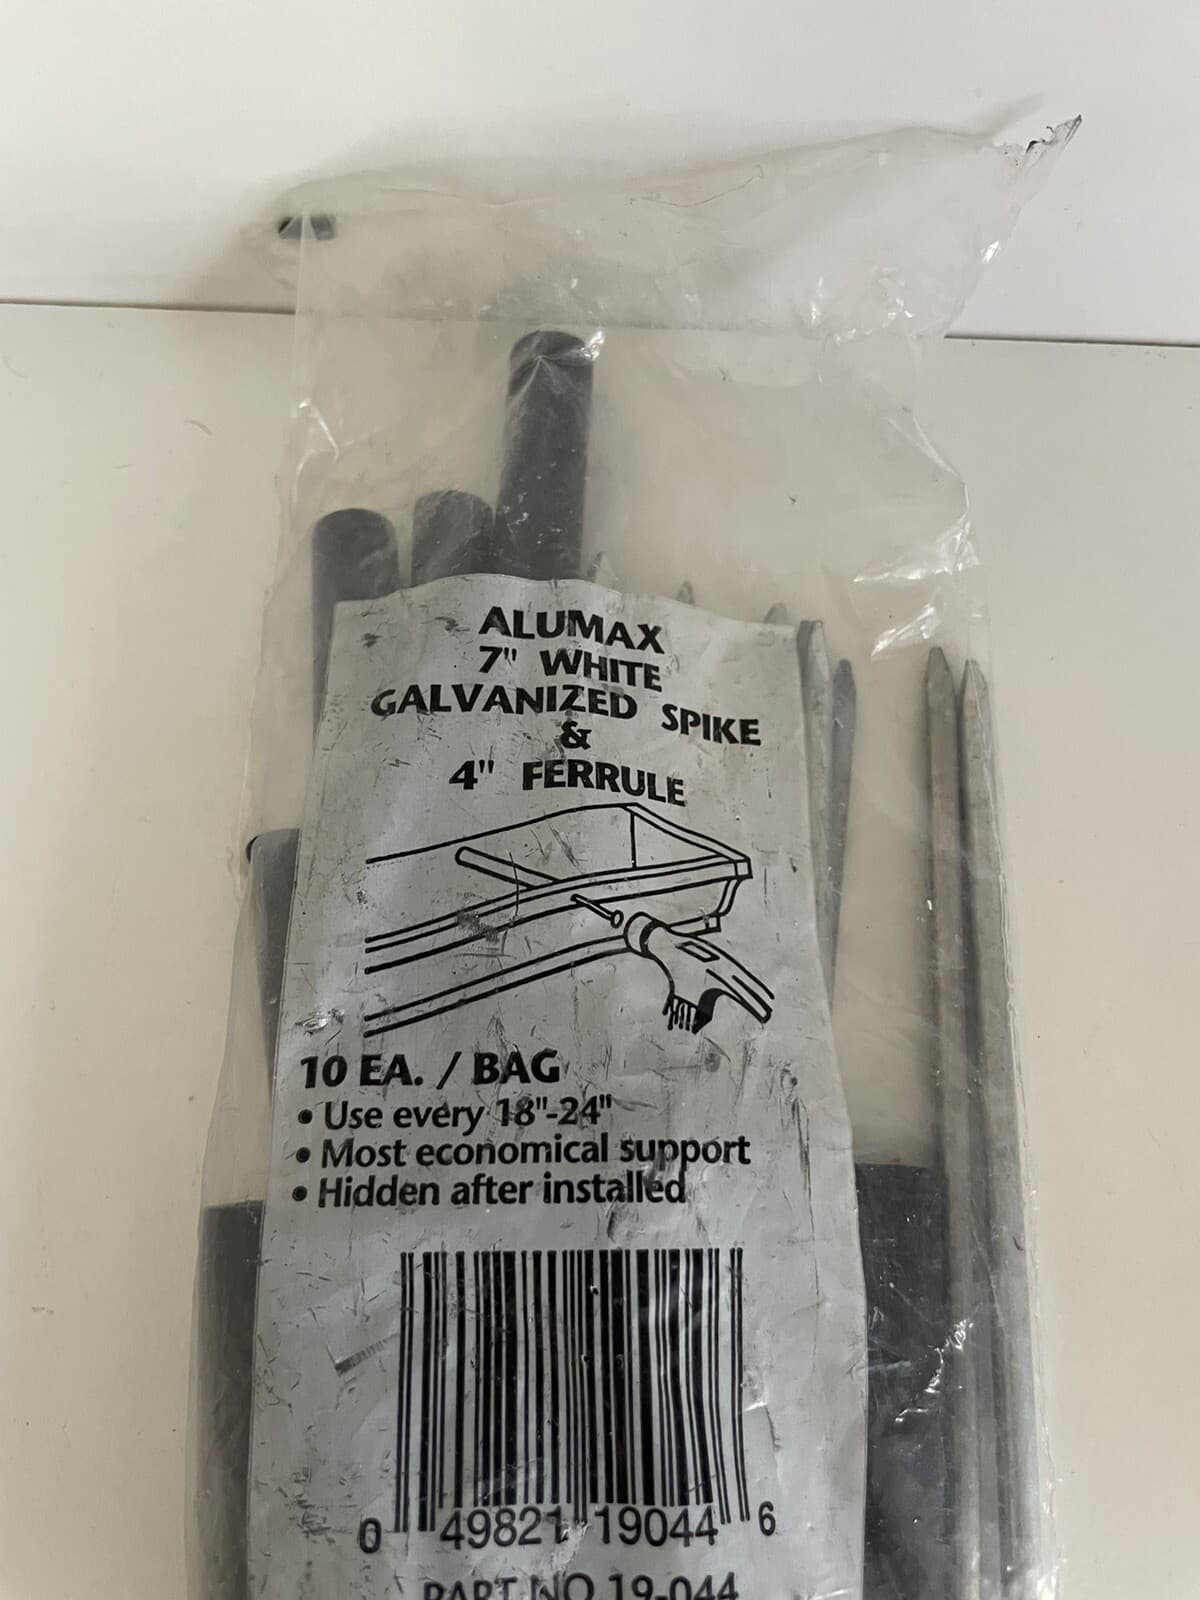 ALUMAX
7" WHITE
GALVANIZED SPIKE
&
4" FERRULE
10 EA. / BAG
• Use every 18"-24"
• Most economical support
• Hidden after installed
0 49821 19044 6
PART NO 19-044